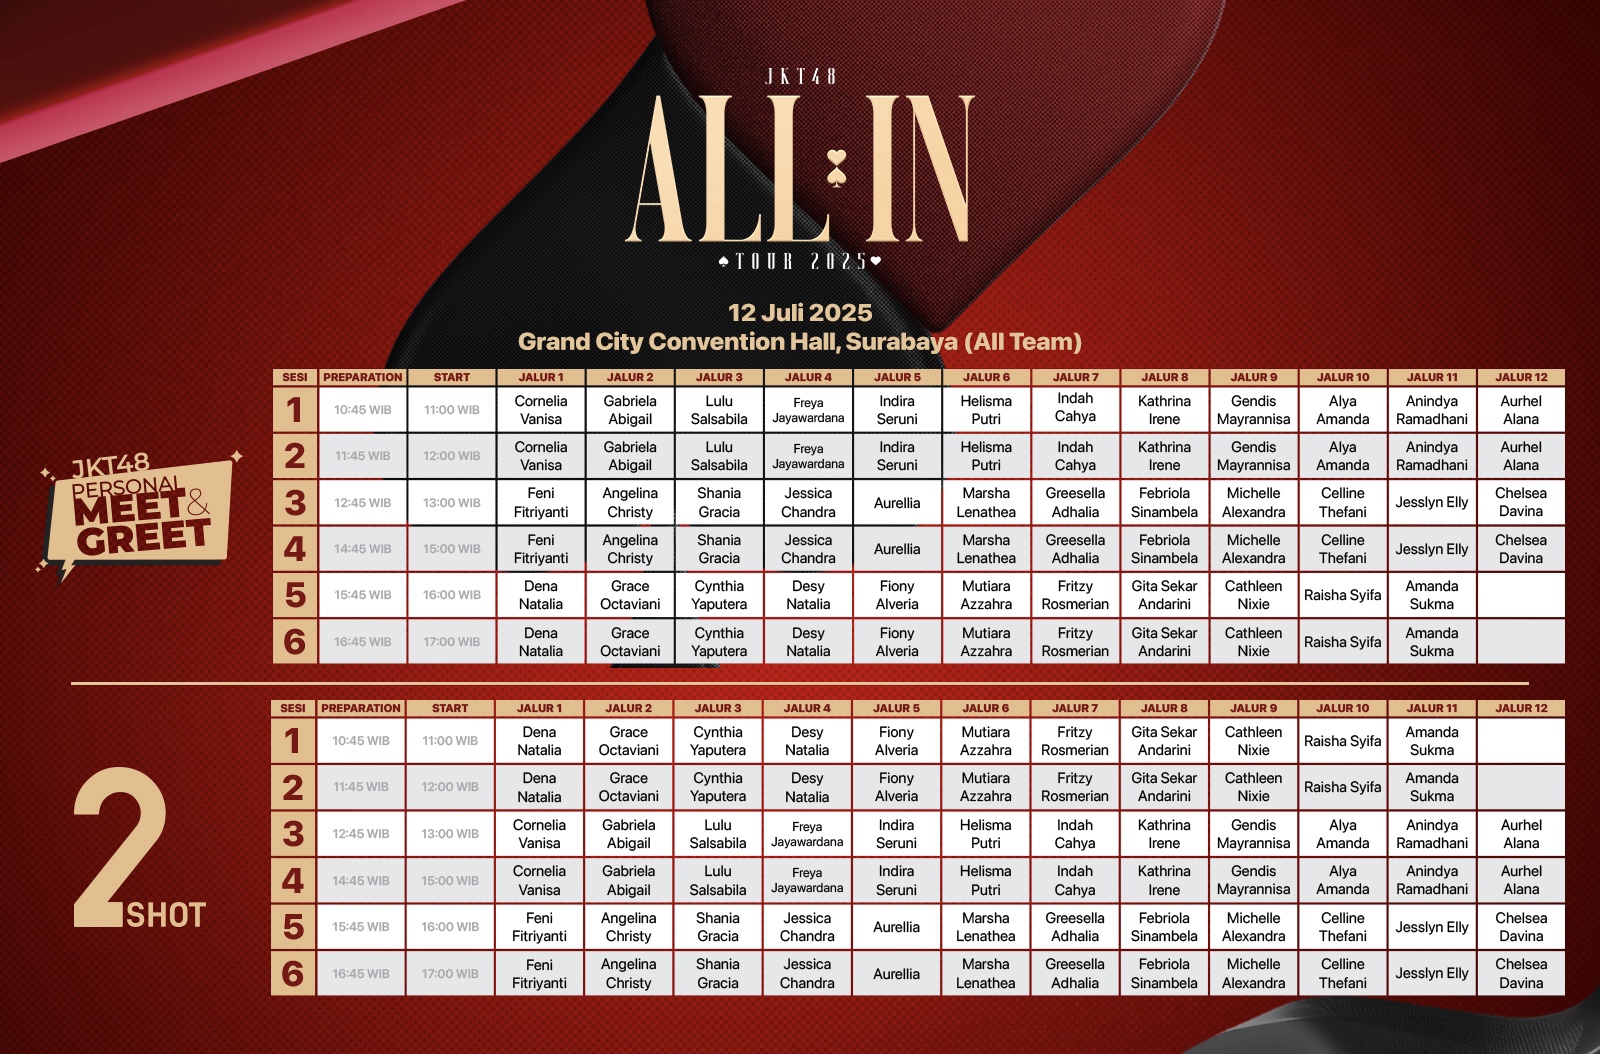 JKT48
ALL IN
TOUR 2025
12 Juli 2025
Grand City Convention Hall, Surabaya (All Team)
JKT48
PERSONAL
MEET&
GREET
SESI PREPARATION START JALUR 1 JALUR 2 JALUR 3 JALUR 4 JALUR 5 JALUR 6 JALUR 7 JALUR 8 JALUR 9 JALUR 10 JALUR 11 JALUR 12
1 10:45 WIB 11:00 WIB Cornelia Vanisa Gabriela Abigail Lulu Salsabila Freya Jayawardana Indira Seruni Helisma Putri Indah Cahya Kathrina Irene Gendis Mayrannisa Alya Amanda Anindya Ramadhani Aurhel Alana
2 11:45 WIB 12:00 WIB Cornelia Vanisa Gabriela Abigail Lulu Salsabila Freya Jayawardana Indira Seruni Helisma Putri Indah Cahya Kathrina Irene Gendis Mayrannisa Alya Amanda Anindya Ramadhani Aurhel Alana
3 12:45 WIB 13:00 WIB Feni Fitriyanti Angelina Christy Shania Gracia Jessica Chandra Aurellia Marsha Lenathea Greesella Adhalia Febriola Sinambela Michelle Alexandra Celline Thefani Jesslyn Elly Chelsea Davina
4 14:45 WIB 15:00 WIB Feni Fitriyanti Angelina Christy Shania Gracia Jessica Chandra Aurellia Marsha Lenathea Greesella Adhalia Febriola Sinambela Michelle Alexandra Celline Thefani Jesslyn Elly Chelsea Davina
5 15:45 WIB 16:00 WIB Dena Natalia Grace Octaviani Cynthia Yaputera Desy Natalia Fiony Alveria Mutiara Azzahra Fritzy Rosmerian Gita Sekar Andarini Cathleen Nixie Raisha Syifa Amanda Sukma
6 16:45 WIB 17:00 WIB Dena Natalia Grace Octaviani Cynthia Yaputera Desy Natalia Fiony Alveria Mutiara Azzahra Fritzy Rosmerian Gita Sekar Andarini Cathleen Nixie Raisha Syifa Amanda Sukma
2SHOT
SESI PREPARATION START JALUR 1 JALUR 2 JALUR 3 JALUR 4 JALUR 5 JALUR 6 JALUR 7 JALUR 8 JALUR 9 JALUR 10 JALUR 11 JALUR 12
1 10:45 WIB 11:00 WIB Dena Natalia Grace Octaviani Cynthia Yaputera Desy Natalia Fiony Alveria Mutiara Azzahra Fritzy Rosmerian Gita Sekar Andarini Cathleen Nixie Raisha Syifa Amanda Sukma
2 11:45 WIB 12:00 WIB Dena Natalia Grace Octaviani Cynthia Yaputera Desy Natalia Fiony Alveria Mutiara Azzahra Fritzy Rosmerian Gita Sekar Andarini Cathleen Nixie Raisha Syifa Amanda Sukma
3 12:45 WIB 13:00 WIB Cornelia Vanisa Gabriela Abigail Lulu Salsabila Freya Jayawardana Indira Seruni Helisma Putri Indah Cahya Kathrina Irene Gendis Mayrannisa Alya Amanda Anindya Ramadhani Aurhel Alana
4 14:45 WIB 15:00 WIB Cornelia Vanisa Gabriela Abigail Lulu Salsabila Freya Jayawardana Indira Seruni Helisma Putri Indah Cahya Kathrina Irene Gendis Mayrannisa Alya Amanda Anindya Ramadhani Aurhel Alana
5 15:45 WIB 16:00 WIB Feni Fitriyanti Angelina Christy Shania Gracia Jessica Chandra Aurellia Marsha Lenathea Greesella Adhalia Febriola Sinambela Michelle Alexandra Celline Thefani Jesslyn Elly Chelsea Davina
6 16:45 WIB 17:00 WIB Feni Fitriyanti Angelina Christy Shania Gracia Jessica Chandra Aurellia Marsha Lenathea Greesella Adhalia Febriola Sinambela Michelle Alexandra Celline Thefani Jesslyn Elly Chelsea Davina